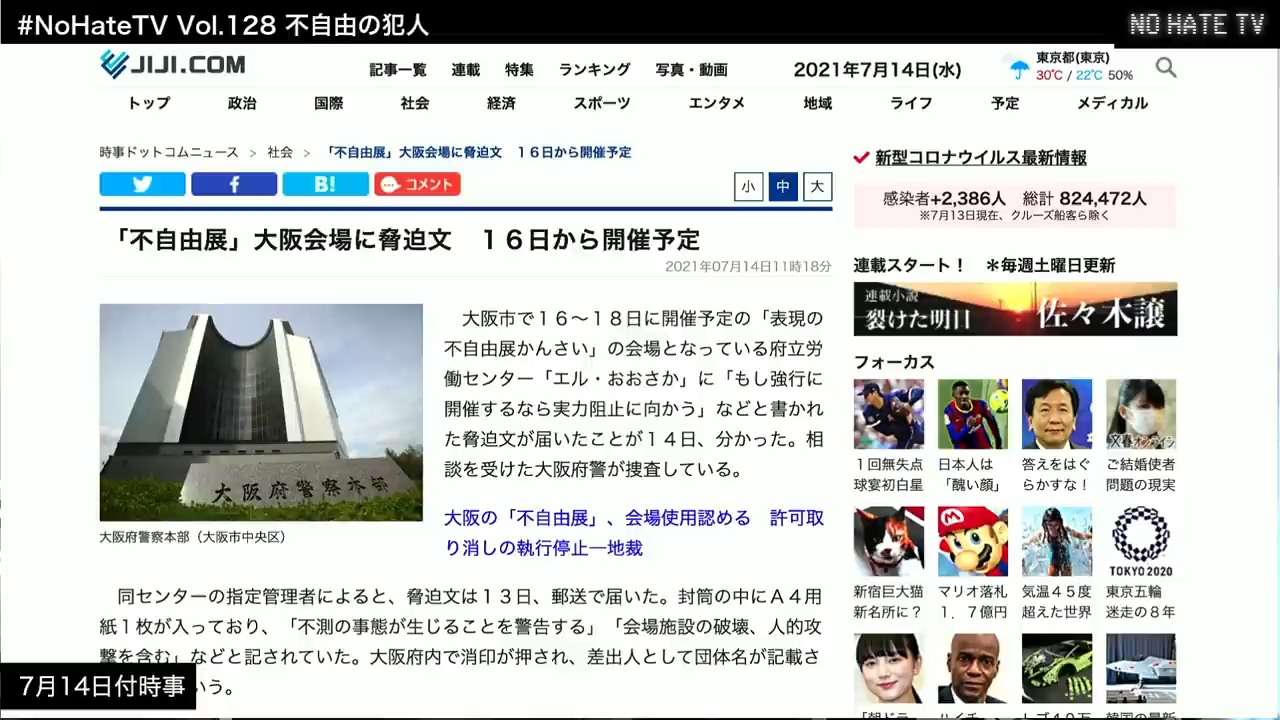 #NoHateTV Vol.128 不自由の犯人
NO HATE TV
JIJI.COM
記事一覧 連載 特集 ランキング 写真・動画
2021年7月14日(水)
東京都(東京)
30℃ / 22℃ 50%
トップ 政治 国際 社会 経済 スポーツ エンタメ 地域 ライフ 予定 メディカル
時事ドットコムニュース > 社会 > 「不自由展」大阪会場に脅迫文 １６日から開催予定
B! コメント
小 中 大
「不自由展」大阪会場に脅迫文 １６日から開催予定
2021年07月14日11時18分
大阪府警察本部
大阪府警察本部（大阪市中央区）
大阪市で１６～１８日に開催予定の「表現の
不自由展かんさい」の会場となっている府立労
働センター「エル・おおさか」に「もし強行に
開催するなら実力阻止に向かう」などと書かれ
た脅迫文が届いたことが１４日、分かった。相
談を受けた大阪府警が捜査している。
大阪の「不自由展」、会場使用認める 許可取
り消しの執行停止―地裁
同センターの指定管理者によると、脅迫文は１３日、郵送で届いた。封筒の中にＡ４用
紙１枚が入っており、「不測の事態が生じることを警告する」「会場施設の破壊、人的攻
撃を含む」などと記されていた。大阪府内で消印が押され、差出人として団体名が記載さ
いう。
7月14日付時事
新型コロナウイルス最新情報
感染者+2,386人 総計 824,472人
※7月13日現在、クルーズ船客ら除く
連載スタート！ ＊毎週土曜日更新
連載小説
裂けた明日 佐々木譲
フォーカス
文春オンライン
１回無失点
球宴初白星
日本人は
「醜い顔」
答えをはぐ
らかすな！
ご結婚使者
問題の現実
TOKYO 2020
新宿巨大猫
新名所に？
マリオ落札
１．７億円
気温４５度
超えた世界
東京五輪
迷走の８年